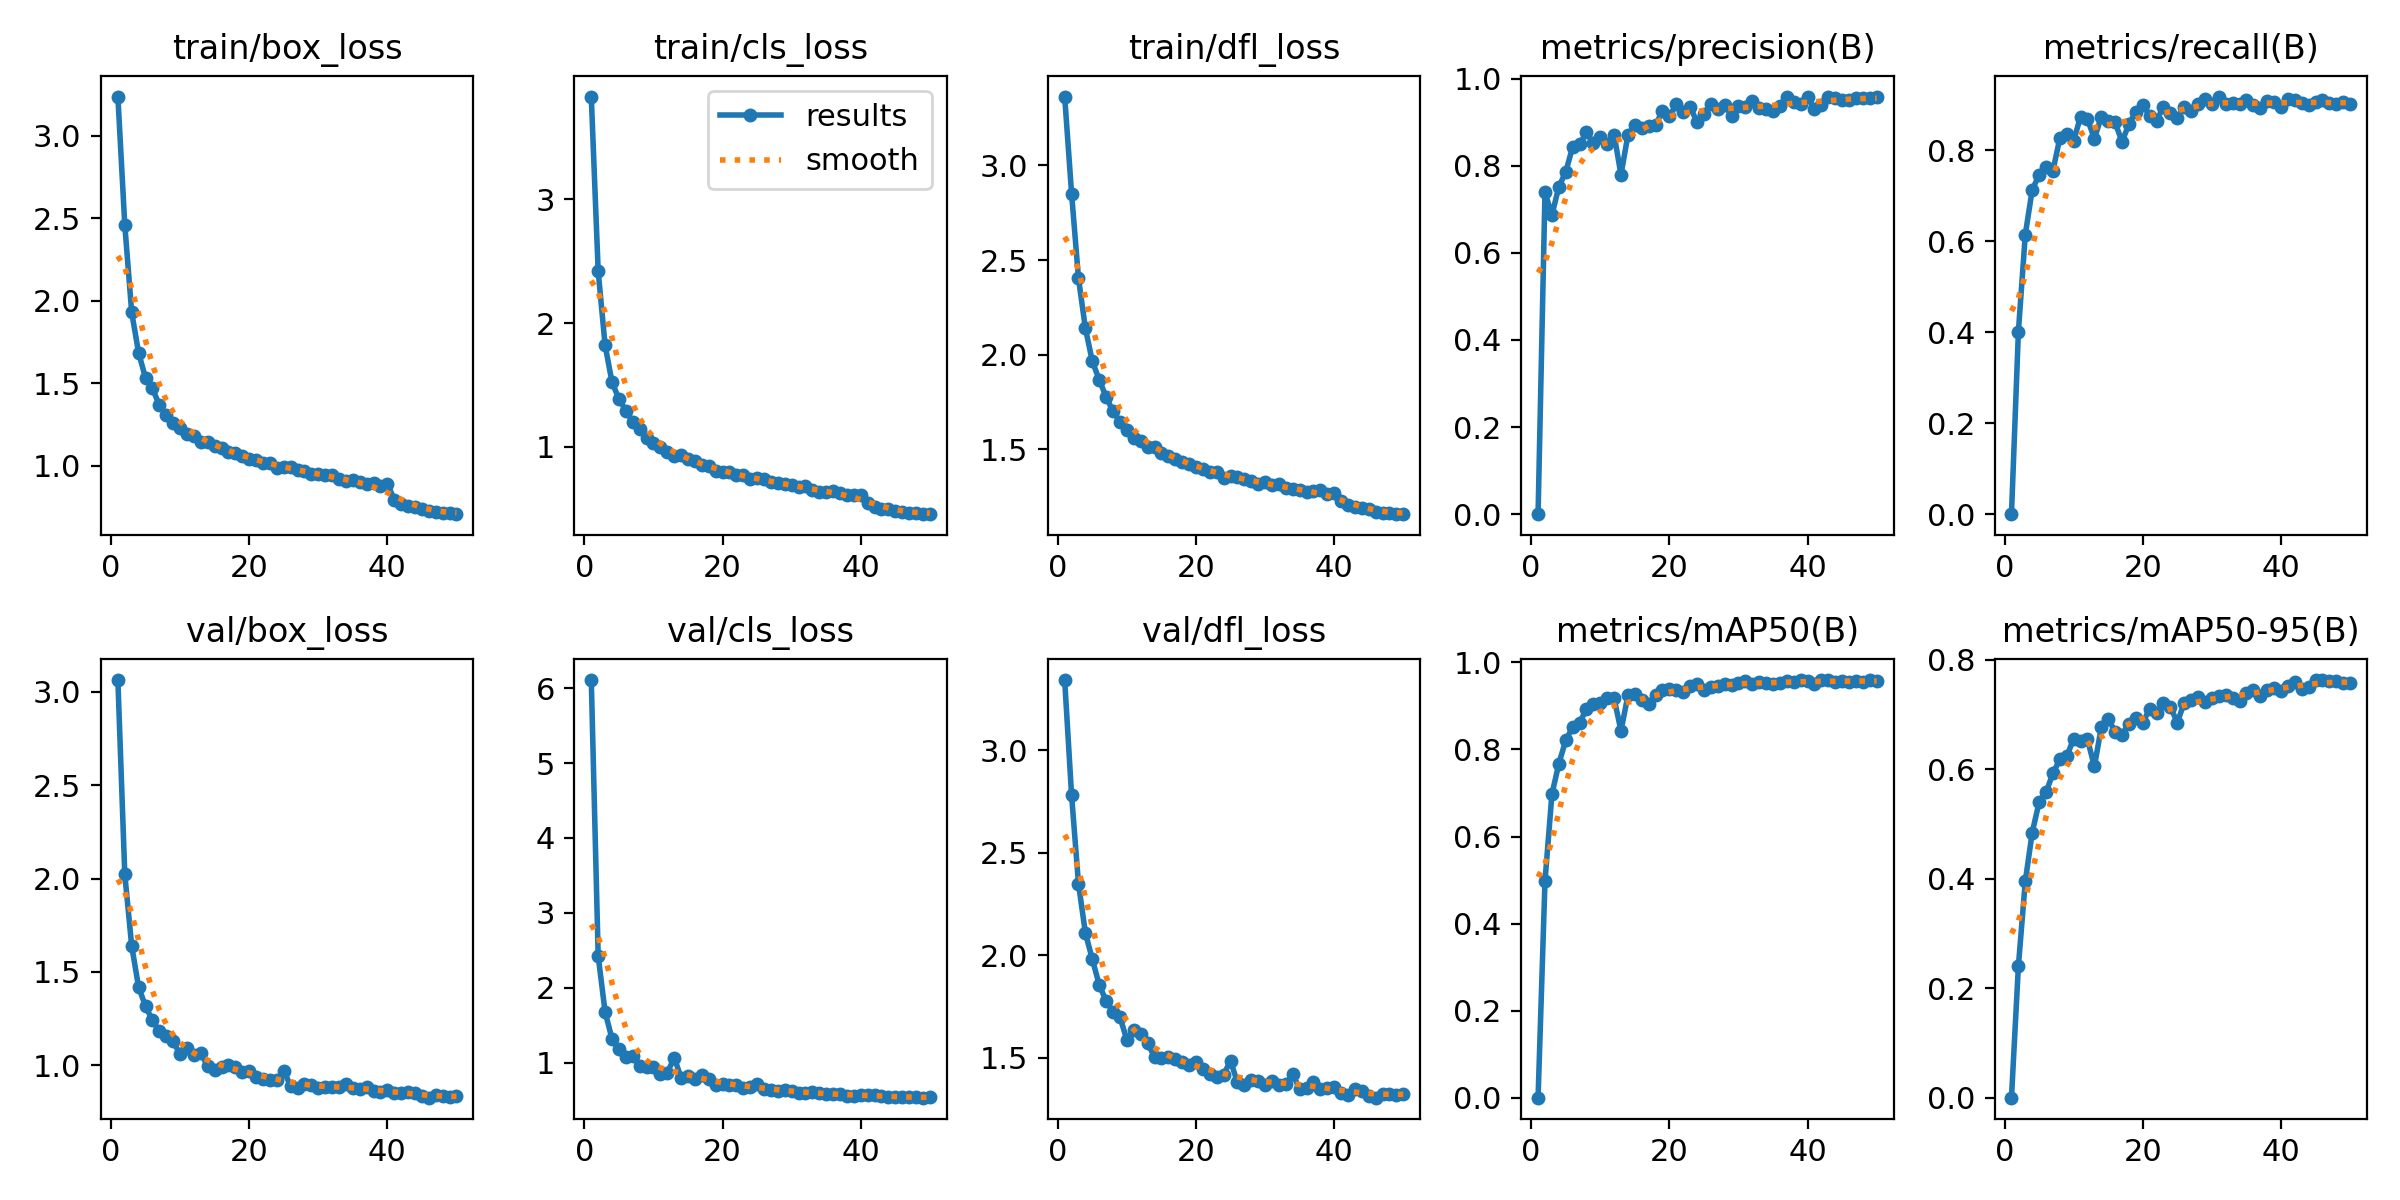 train/box_loss
train/cls_loss
train/dfl_loss
metrics/precision(B)
metrics/recall(B)
results
smooth
3.0
2.5
2.0
1.5
1.0
0 20 40
3
2
1
0 20 40
3.0
2.5
2.0
1.5
0 20 40
1.0
0.8
0.6
0.4
0.2
0.0
0 20 40
0.8
0.6
0.4
0.2
0.0
0 20 40
val/box_loss
val/cls_loss
val/dfl_loss
metrics/mAP50(B)
metrics/mAP50-95(B)
3.0
2.5
2.0
1.5
1.0
0 20 40
6
5
4
3
2
1
0 20 40
3.0
2.5
2.0
1.5
0 20 40
1.0
0.8
0.6
0.4
0.2
0.0
0 20 40
0.8
0.6
0.4
0.2
0.0
0 20 40